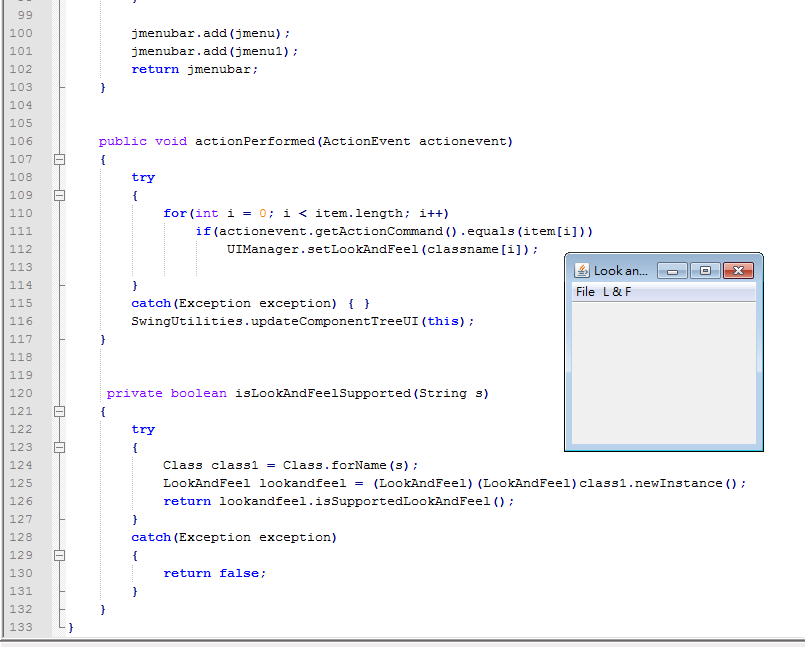 99
100 jmenubar.add(jmenu);
101 jmenubar.add(jmenu1);
102 return jmenubar;
103 }
104
105
106 public void actionPerformed(ActionEvent actionevent)
107 {
108 try
109 {
110 for(int i = 0; i < item.length; i++)
111 if(actionevent.getActionCommand().equals(item[i]))
112 UIManager.setLookAndFeel(classname[i]);
113
114 }
115 catch(Exception exception) { }
116 SwingUtilities.updateComponentTreeUI(this);
117 }
118
119
120 private boolean isLookAndFeelSupported(String s)
121 {
122 try
123 {
124 Class class1 = Class.forName(s);
125 LookAndFeel lookandfeel = (LookAndFeel)(LookAndFeel)class1.newInstance();
126 return lookandfeel.isSupportedLookAndFeel();
127 }
128 catch(Exception exception)
129 {
130 return false;
131 }
132 }
133 }
Look an...
File L & F